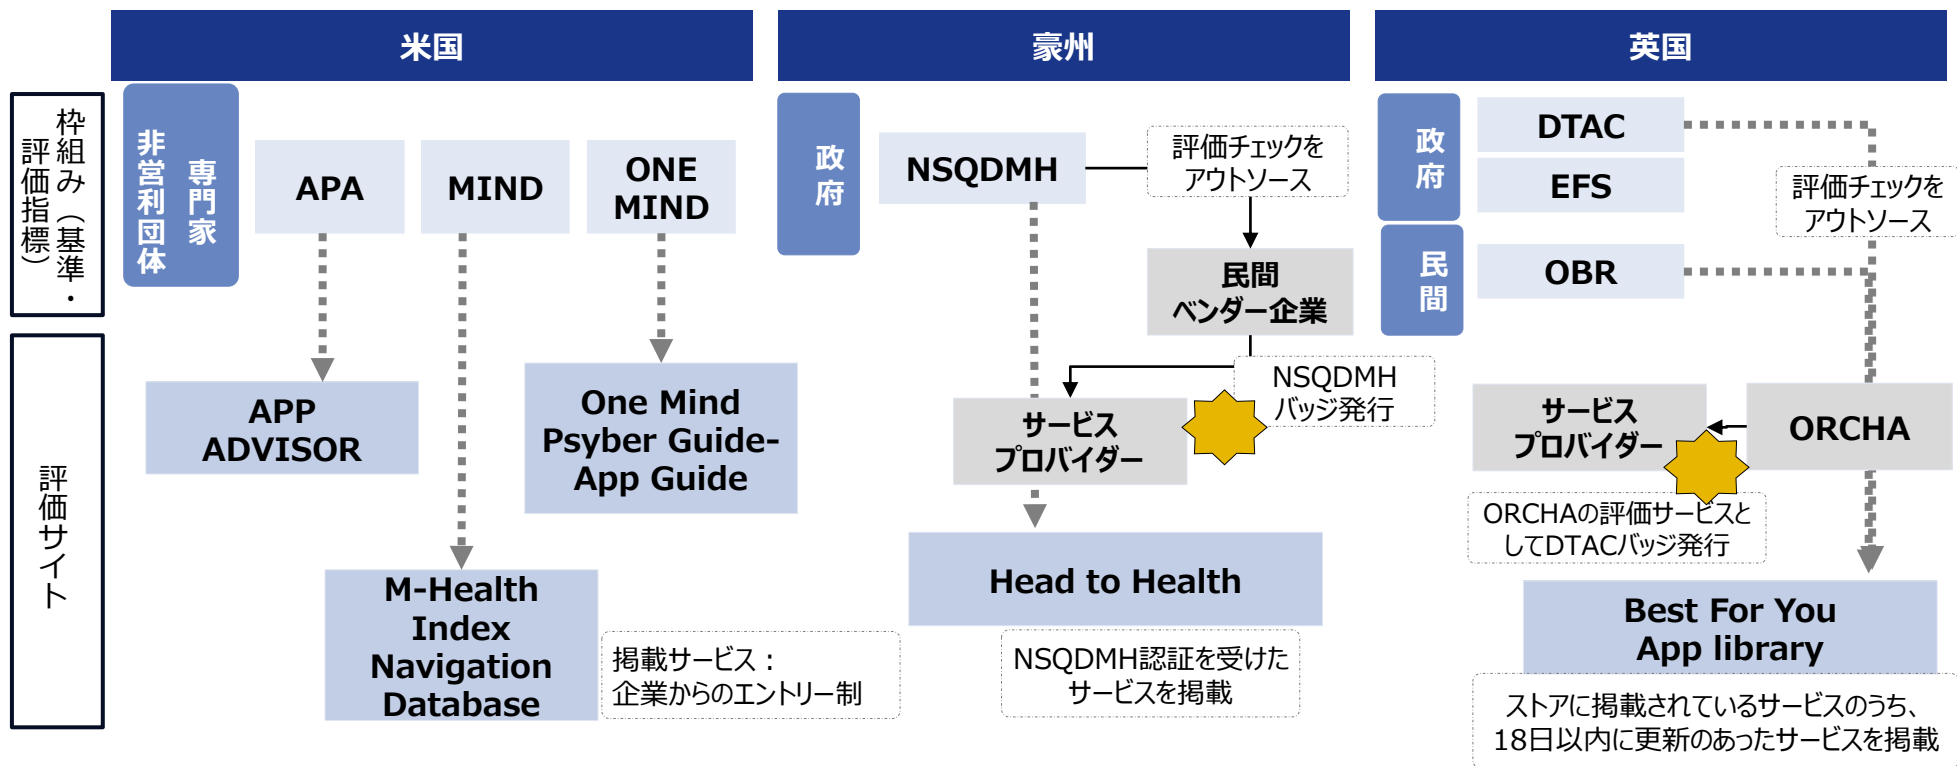 米国
豪州
英国
枠組み（基準・
評価指標）
専門家
非営利団体
APA
MIND
ONE
MIND
政府
NSQDMH
評価チェックを
アウトソース
民間
ベンダー企業
政府
DTAC
EFS
評価チェックを
アウトソース
民間
OBR
評価サイト
APP
ADVISOR
One Mind
Psyber Guide-
App Guide
M-Health
Index
Navigation
Database
掲載サービス：
企業からのエントリー制
NSQDMH
バッジ発行
サービス
プロバイダー
Head to Health
NSQDMH認証を受けた
サービスを掲載
サービス
プロバイダー
ORCHA
ORCHAの評価サービスと
してDTACバッジ発行
Best For You
App library
ストアに掲載されているサービスのうち、
18日以内に更新のあったサービスを掲載